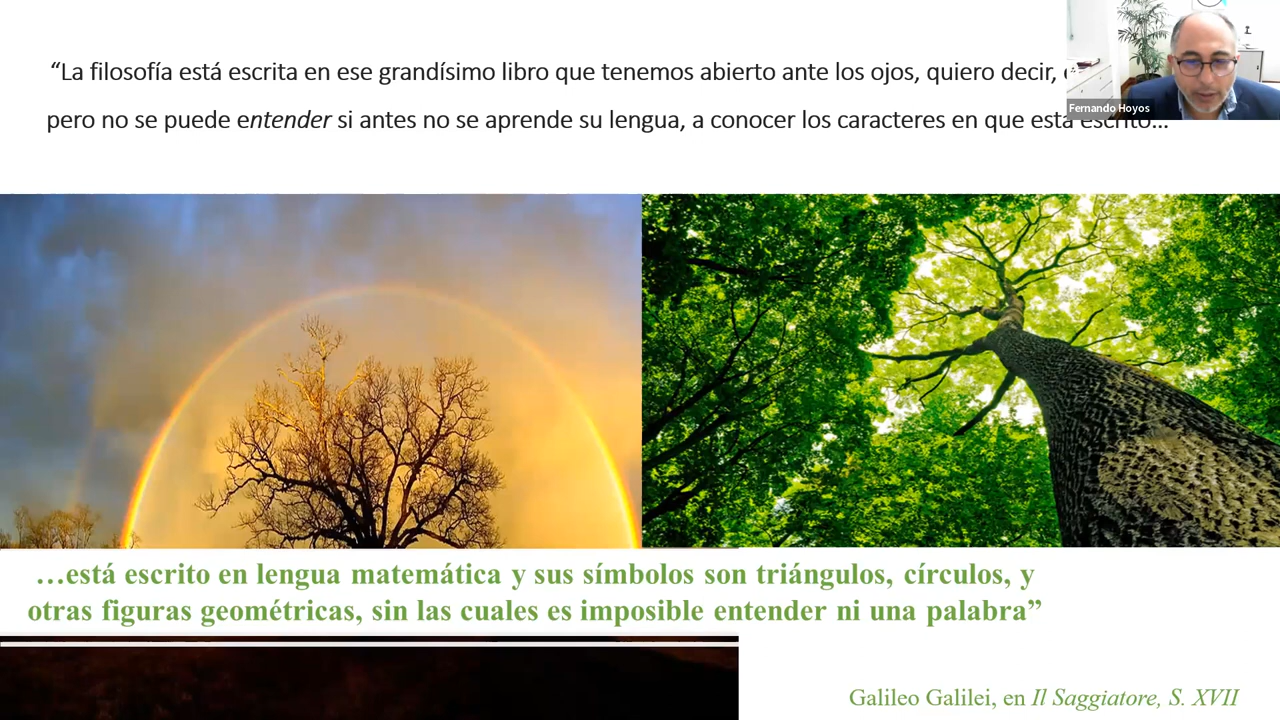 “La filosofía está escrita en ese grandísimo libro que tenemos abierto ante los ojos, quiero decir,
Fernando Hoyos
pero no se puede entender si antes no se aprende su lengua, a conocer los caracteres en que está escrito...
…está escrito en lengua matemática y sus símbolos son triángulos, círculos, y
otras figuras geométricas, sin las cuales es imposible entender ni una palabra”
Galileo Galilei, en Il Saggiatore, S. XVII